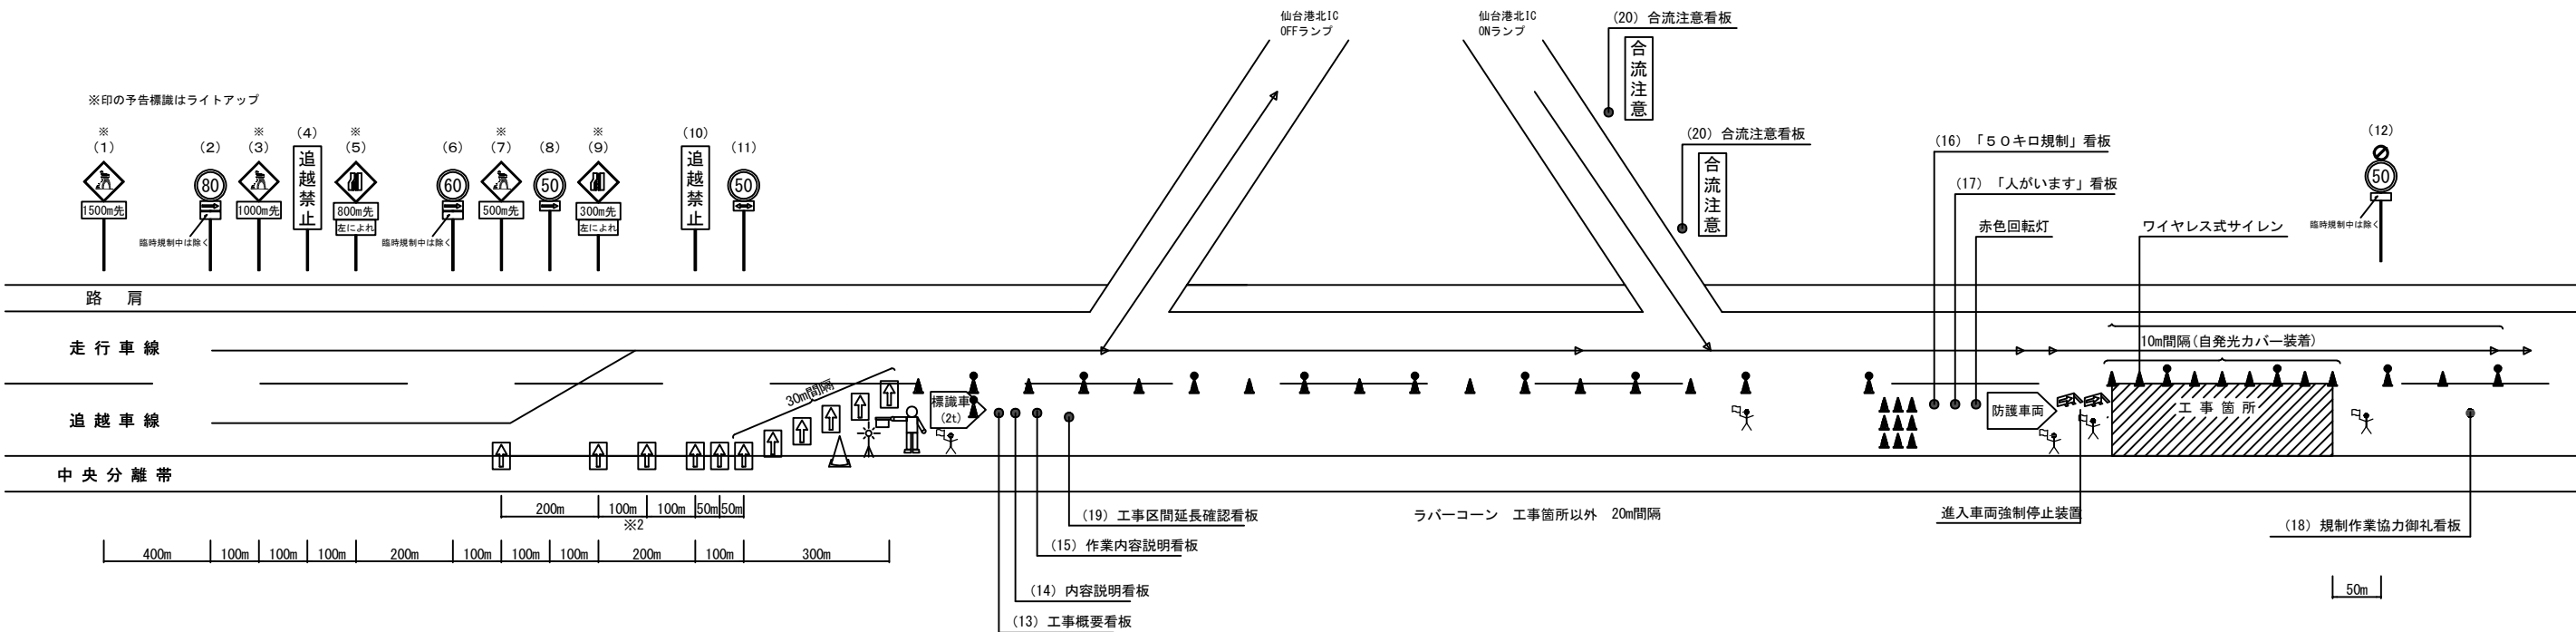 仙台港北IC
OFFランプ
仙台港北IC
ONランプ
(20) 合流注意看板
合流注意
※印の予告標識はライトアップ
※
(1)
1500m先
(2)
80
臨時規制中は除く
※
(3)
1000m先
(4)
追越禁止
※
(5)
800m先
左によれ
(6)
60
臨時規制中は除く
※
(7)
500m先
(8)
50
※
(9)
300m先
左によれ
(10)
追越禁止
(11)
50
(20) 合流注意看板
合流注意
(16) 「50キロ規制」看板
(17) 「人がいます」看板
赤色回転灯
ワイヤレス式サイレン
(12)
50
臨時規制中は除く
路 肩
走 行 車 線
10m間隔(自発光カバー装着)
30m間隔
追 越 車 線
標識車
(2t)
防護車両
工 事 箇 所
中 央 分 離 帯
200m 100m 100m 50m 50m
※2
(19) 工事区間延長確認看板
ラバーコーン 工事箇所以外 20m間隔
進入車両強制停止装置
(18) 規制作業協力御礼看板
400m 100m 100m 100m 200m 100m 100m 100m 200m 100m 300m
(15) 作業内容説明看板
(14) 内容説明看板
50m
(13) 工事概要看板